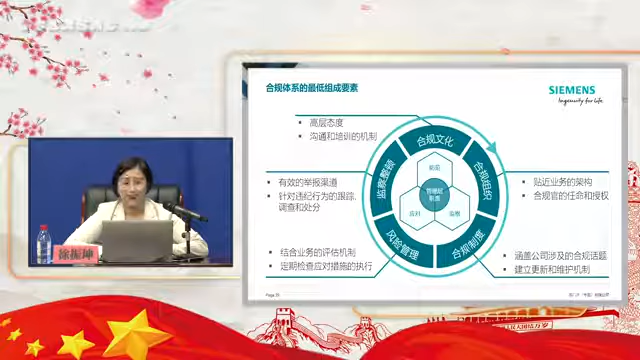 合规体系的最低组成要素
SIEMENS
Ingenuity for life
高层态度
沟通和培训的机制
合规文化
监察整顿
合规组织
防范
管理层
应对
监察
风险管理
合规制度
有效的举报渠道
针对违纪行为的跟踪、
调查和处分
贴近业务的架构
合规官的任命和授权
结合业务的评估机制
定期检查应对措施的执行
涵盖公司涉及的合规话题
建立更新和维护机制
徐振坤